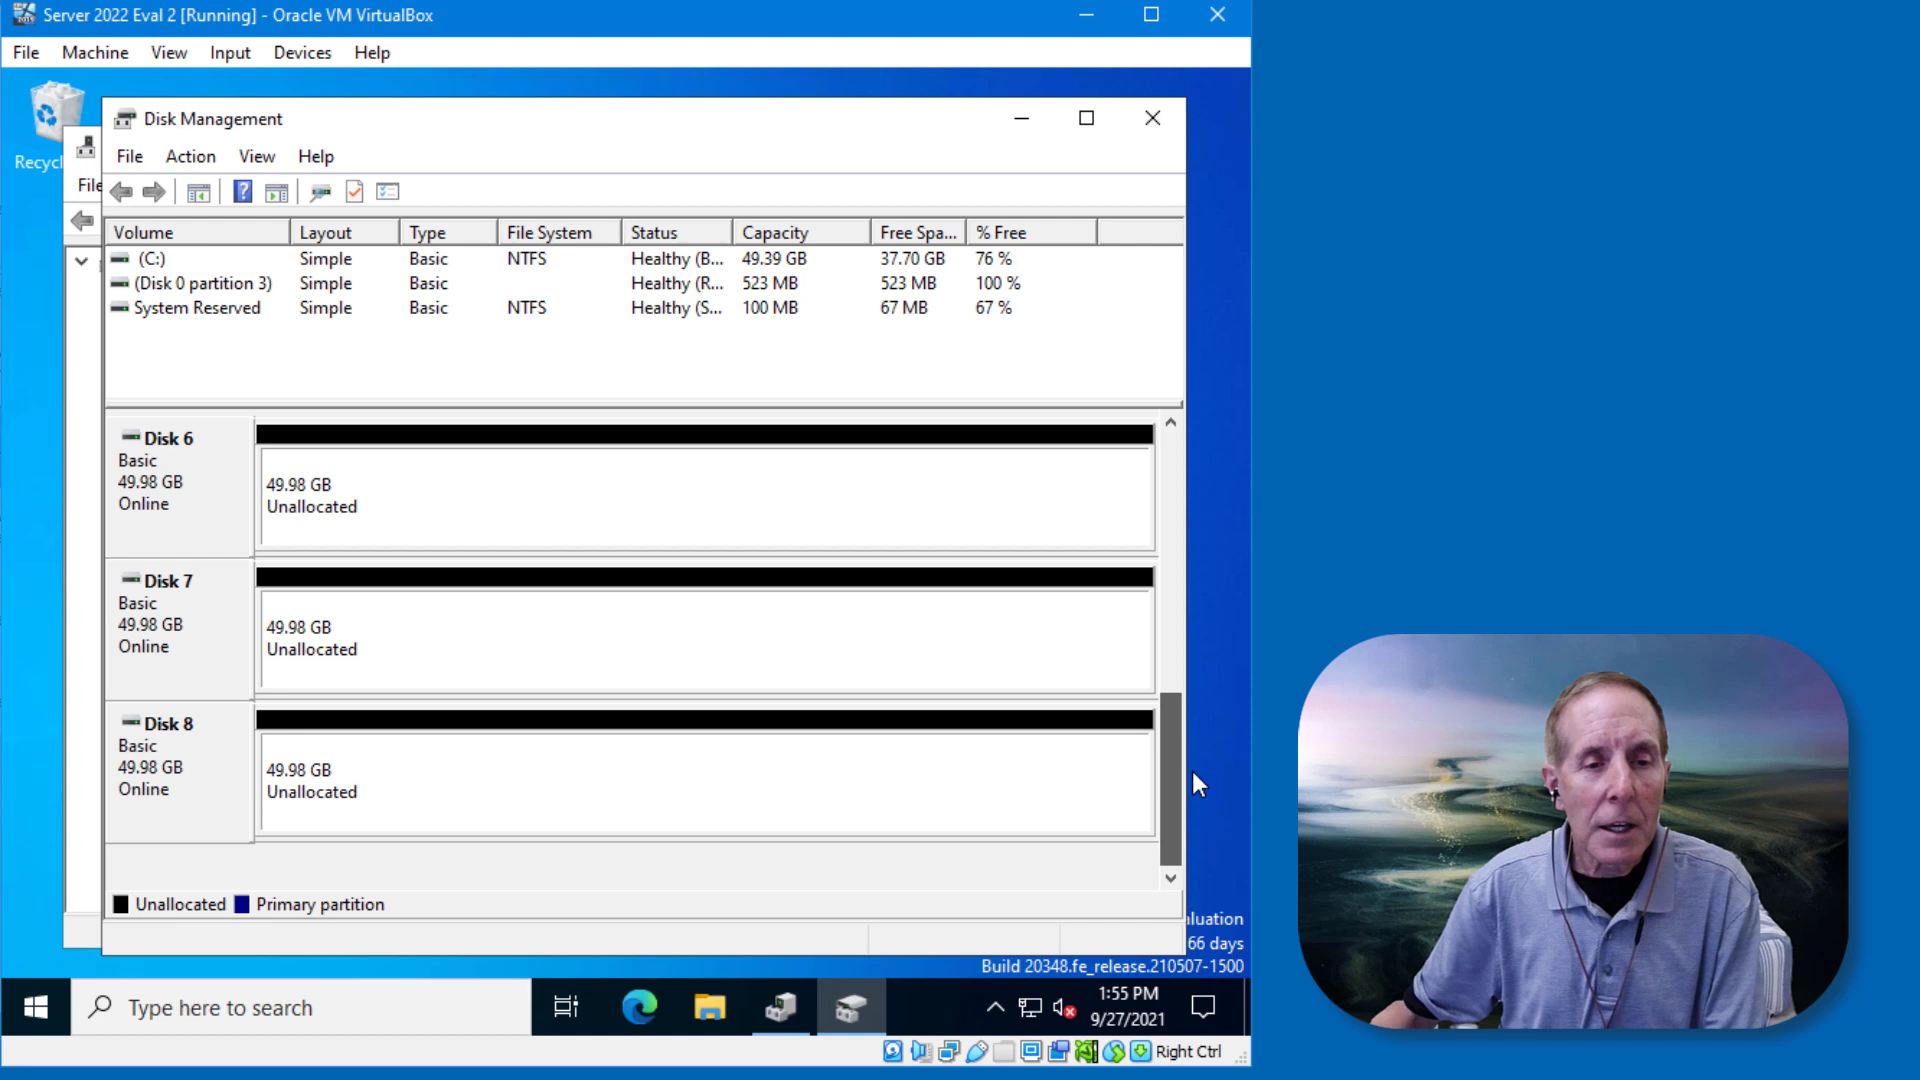 Server 2022 Eval 2 [Running] - Oracle VM VirtualBox
File Machine View Input Devices Help
Disk Management
Recycl
File Action View Help
File
Volume Layout Type File System Status Capacity Free Spa... % Free
(C:) Simple Basic NTFS Healthy (B... 49.39 GB 37.70 GB 76 %
(Disk 0 partition 3) Simple Basic Healthy (R... 523 MB 523 MB 100 %
System Reserved Simple Basic NTFS Healthy (S... 100 MB 67 MB 67 %
Disk 6
Basic
49.98 GB
Online
49.98 GB
Unallocated
Disk 7
Basic
49.98 GB
Online
49.98 GB
Unallocated
Disk 8
Basic
49.98 GB
Online
49.98 GB
Unallocated
Unallocated Primary partition
aluation
66 days
Build 20348.fe_release.210507-1500
Type here to search
1:55 PM
9/27/2021
Right Ctrl